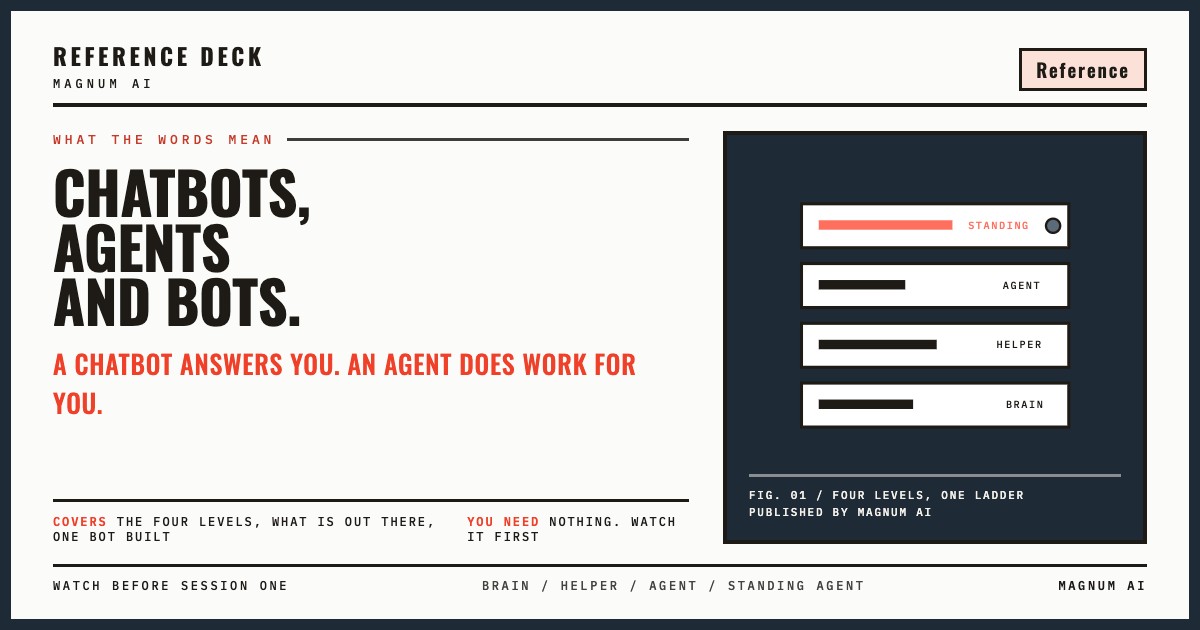 REFERENCE DECK
MAGNUM AI
Reference
WHAT THE WORDS MEAN
CHATBOTS,
AGENTS
AND BOTS.
A CHATBOT ANSWERS YOU. AN AGENT DOES WORK FOR
YOU.
COVERS THE FOUR LEVELS, WHAT IS OUT THERE,
ONE BOT BUILT
YOU NEED NOTHING. WATCH
IT FIRST
STANDING
AGENT
HELPER
BRAIN
FIG. 01 / FOUR LEVELS, ONE LADDER
PUBLISHED BY MAGNUM AI
WATCH BEFORE SESSION ONE
BRAIN / HELPER / AGENT / STANDING AGENT
MAGNUM AI